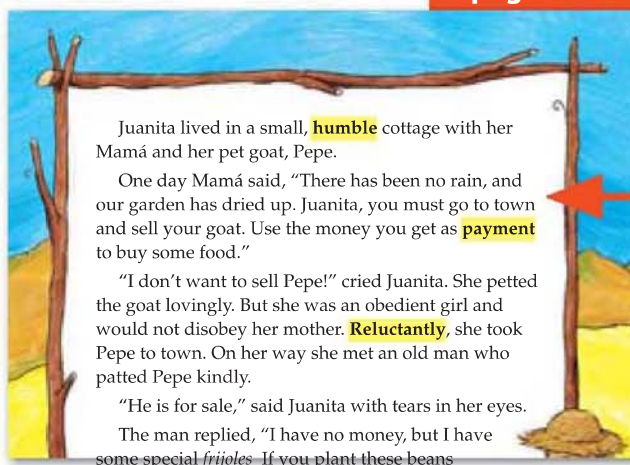 Juanita lived in a small, humble cottage with her
Mamá and her pet goat, Pepe.
One day Mamá said, “There has been no rain, and
our garden has dried up. Juanita, you must go to town
and sell your goat. Use the money you get as payment
to buy some food.”
“I don’t want to sell Pepe!” cried Juanita. She petted
the goat lovingly. But she was an obedient girl and
would not disobey her mother. Reluctantly, she took
Pepe to town. On her way she met an old man who
patted Pepe kindly.
“He is for sale,” said Juanita with tears in her eyes.
The man replied, “I have no money, but I have
some special frijoles If you plant these beans